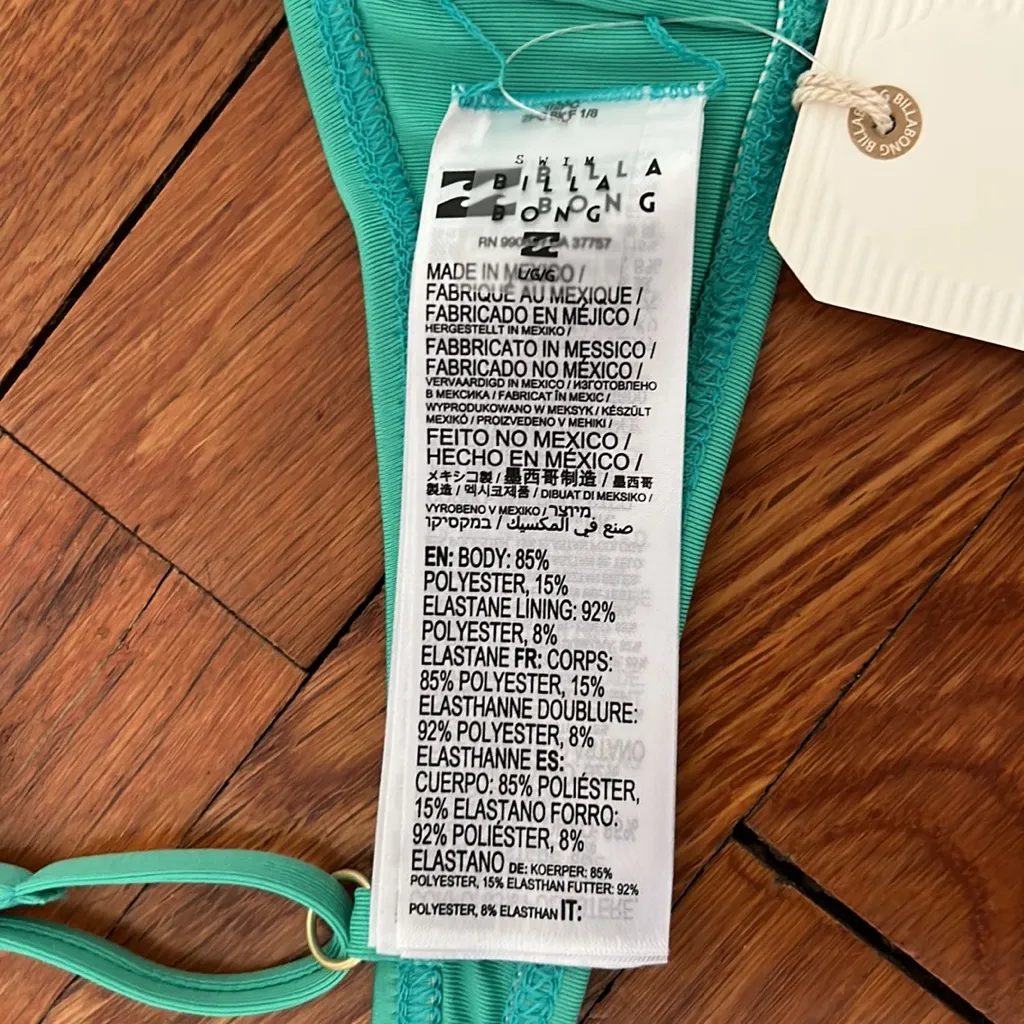 SWIM
BILLA
BONG
BILLA
BONG
L/G/G
MADE IN MEXICO /
FABRIQUÉ AU MEXIQUE /
FABRICADO EN MÉJICO /
HERGESTELLT IN MEXIKO /
FABBRICATO IN MESSICO /
FABRICADO NO MÉXICO /
VERVAARDIGD IN MEXICO / ИЗГОТОВЛЕНО
В МЕКСИКА / FABRICAT ÎN MEXIC /
WYPRODUKOWANO W MEKSYK / KÉSZÜLT
MEXIKÓ / PROIZVEDENO V MEHIKI /
FEITO NO MEXICO /
HECHO EN MÉXICO /
メキシコ製 / 墨西哥制造 / 墨西哥
製造 / 멕시코제품 / DIBUAT DI MEKSIKO /
VYROBENO V MEXIKO / מיוצר
במקסיקו / صنع في المكسيك
EN: BODY: 85%
POLYESTER, 15%
ELASTANE LINING: 92%
POLYESTER, 8%
ELASTANE FR: CORPS:
85% POLYESTER, 15%
ELASTHANNE DOUBLURE:
92% POLYESTER, 8%
ELASTHANNE ES:
CUERPO: 85% POLIÉSTER,
15% ELASTANO FORRO:
92% POLIÉSTER, 8%
ELASTANO DE: KOERPER: 85%
POLYESTER, 15% ELASTHAN FUTTER: 92%
POLYESTER, 8% ELASTHAN IT:
BILLABONG BILLABONG